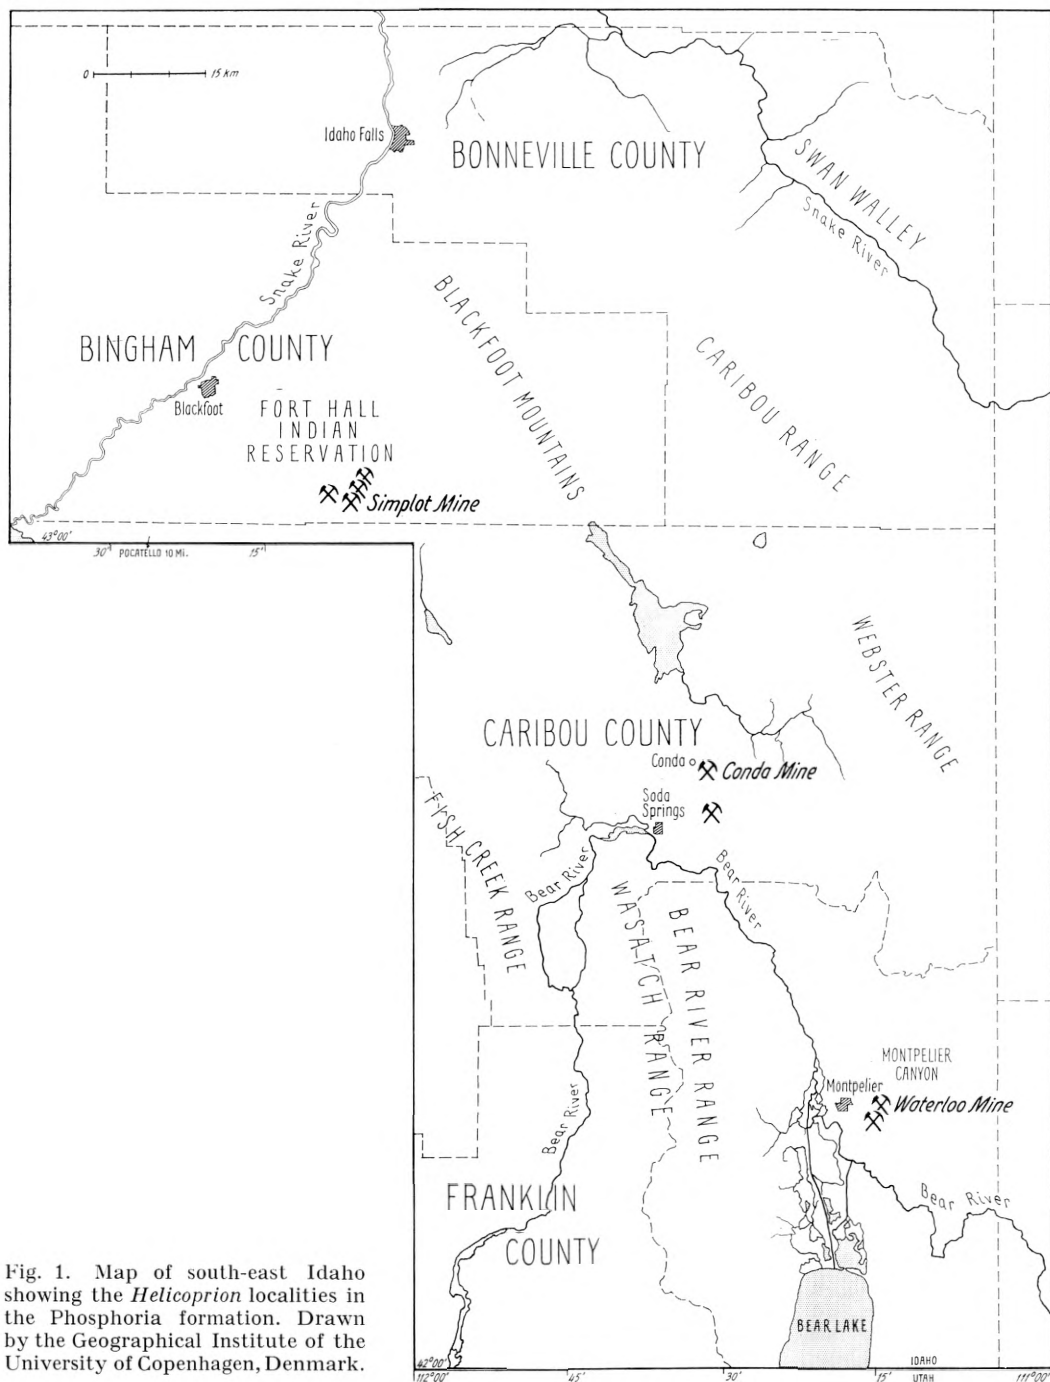 0 15 km
Idaho Falls
BONNEVILLE COUNTY
SWAN WALLEY
Snake River
Snake River
BINGHAM COUNTY
Blackfoot
FORT HALL
INDIAN
RESERVATION
Simplot Mine
BLACKFOOT MOUNTAINS
CARIBOU RANGE
43°00'
30' POCATELLO 10 Mi. 15'
WEBSTER RANGE
CARIBOU COUNTY
Conda
Conda Mine
Soda
Springs
FISH CREEK RANGE
Bear River
Bear River
WASATCH RANGE
BEAR RIVER RANGE
MONTPELIER
CANYON
Montpelier
Waterloo Mine
Bear River
Bear River
FRANKLIN
COUNTY
BEAR LAKE
Fig. 1. Map of south-east Idaho
showing the Helicoprion localities in
the Phosphoria formation. Drawn
by the Geographical Institute of the
University of Copenhagen, Denmark.
42°00'
112°00' 45' 30' 15' 111°00'
IDAHO
UTAH